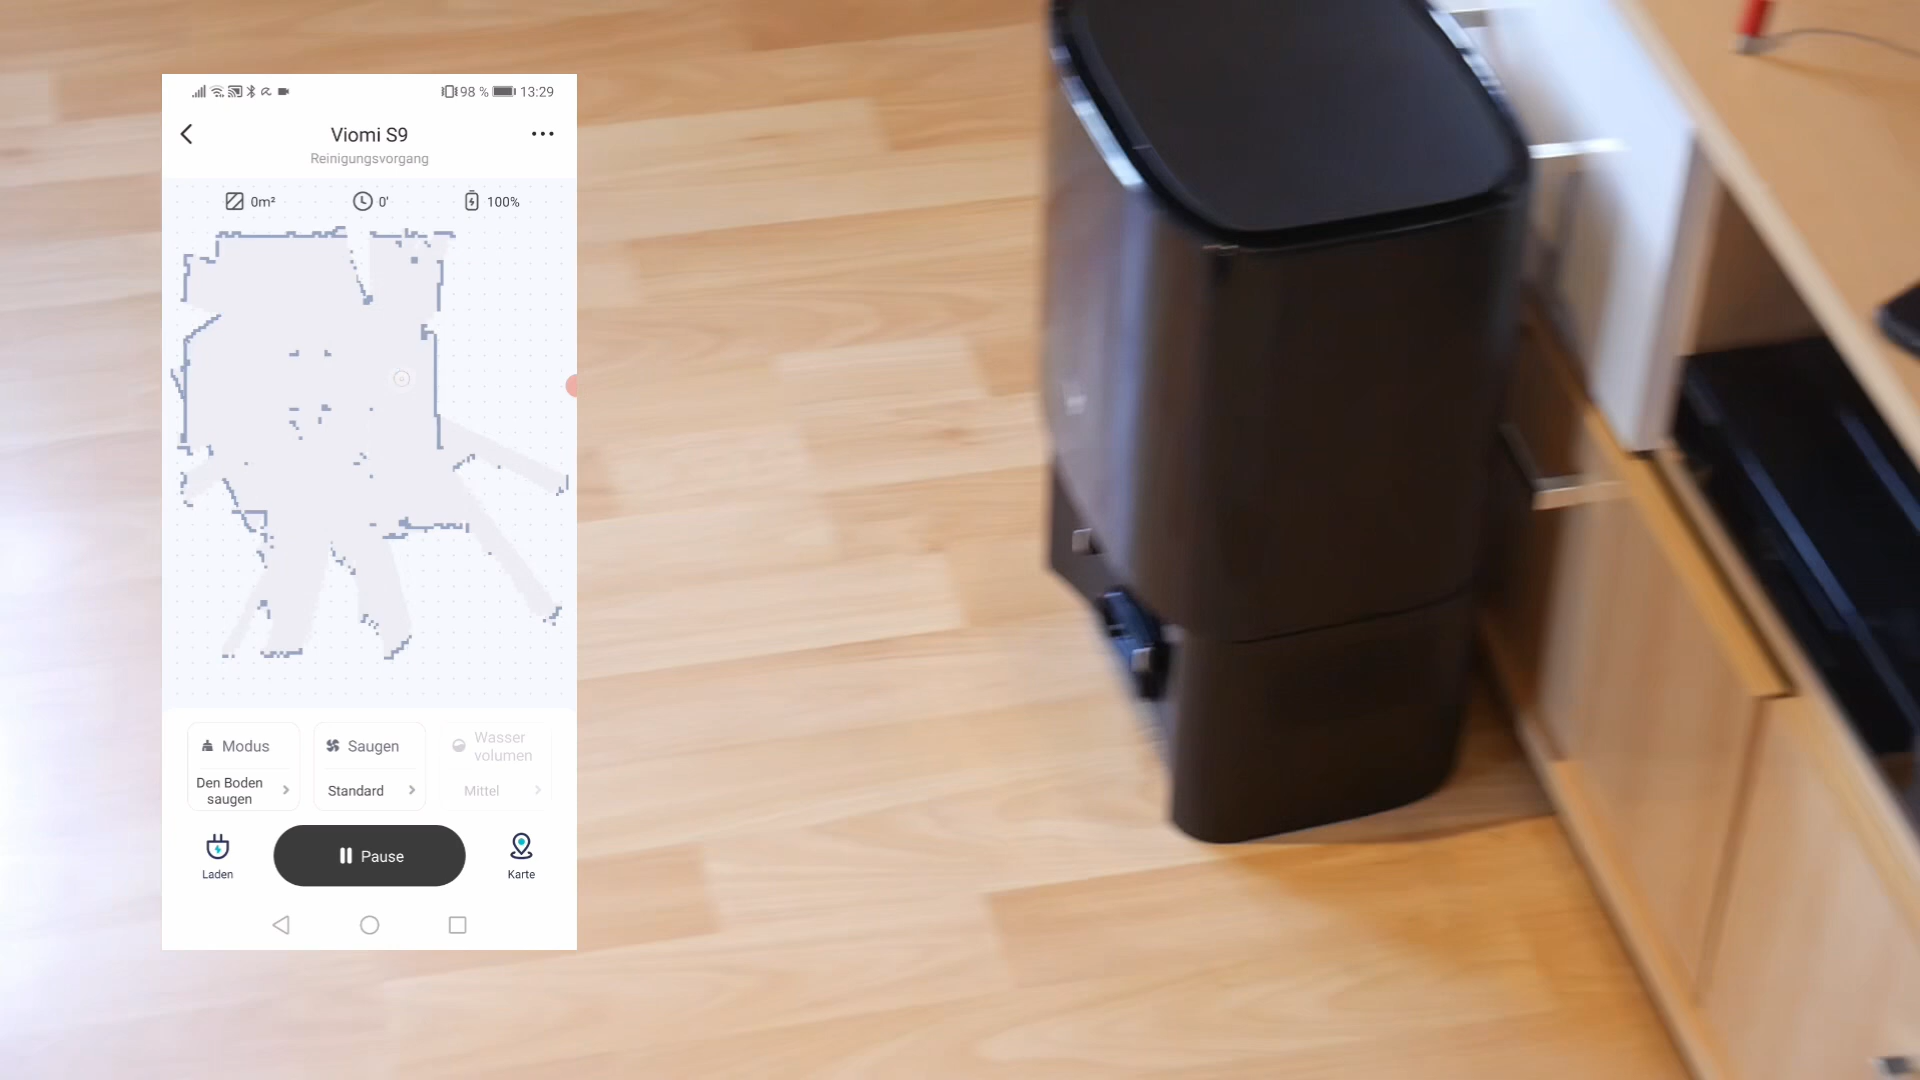 98 % 13:29
Viomi S9
Reinigungsvorgang
0m² 0' 100%
Modus
Saugen
Wasser
volumen
Den Boden
saugen
Standard
Mittel
Laden
Pause
Karte